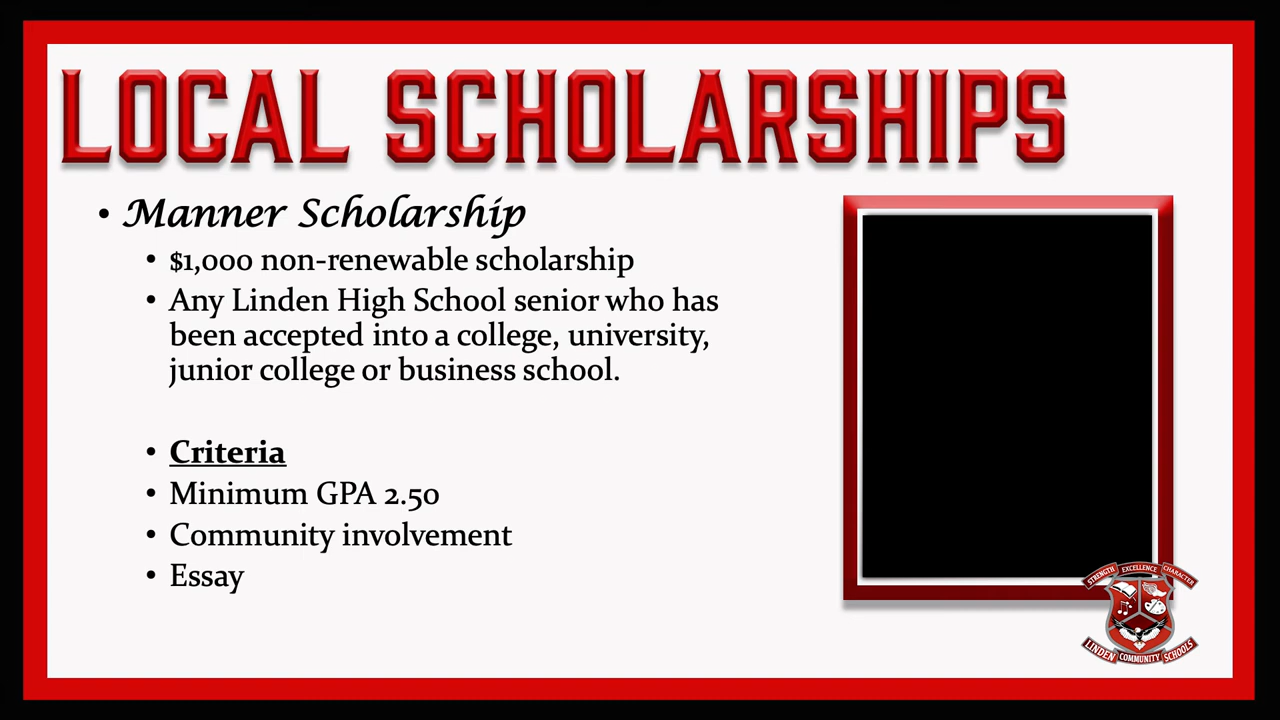 LOCAL SCHOLARSHIPS
• Manner Scholarship
• $1,000 non-renewable scholarship
• Any Linden High School senior who has
been accepted into a college, university,
junior college or business school.
• Criteria
• Minimum GPA 2.50
• Community involvement
• Essay
STRENGTH EXCELLENCE CHARACTER
LINDEN COMMUNITY SCHOOLS